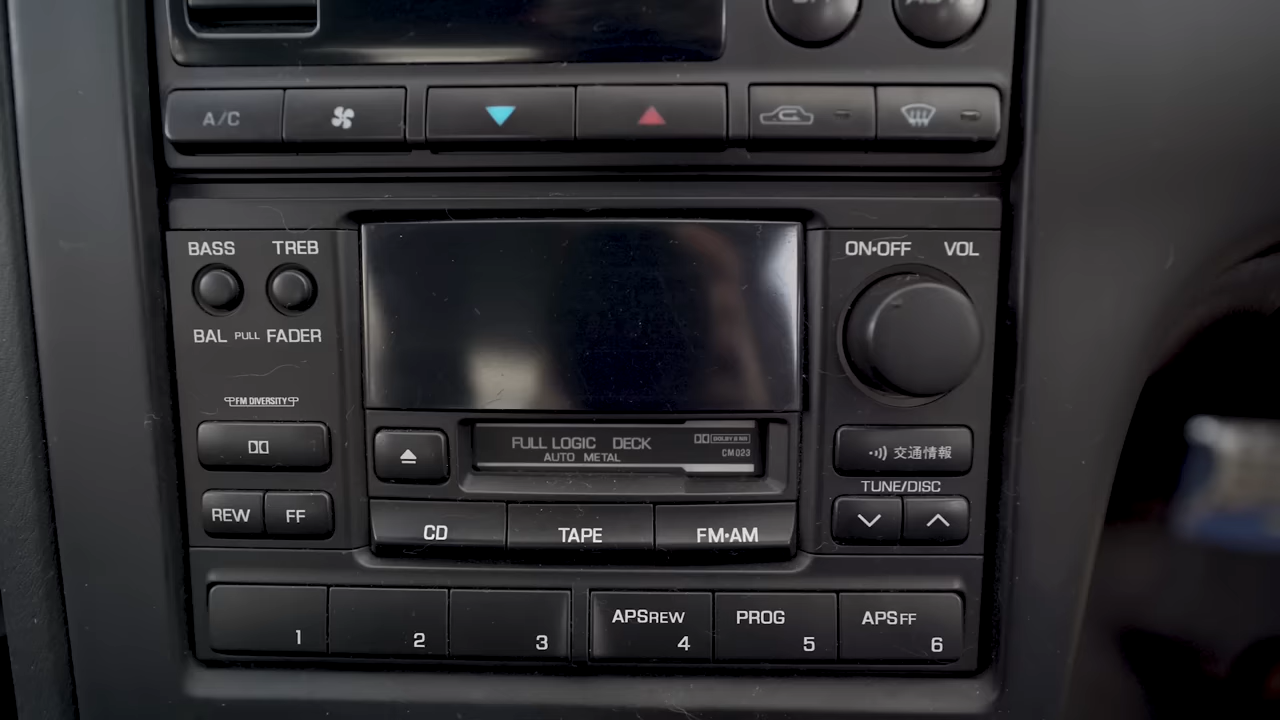 A/C
BASS TREB
BAL PULL FADER
FM DIVERSITY
REW FF
FULL LOGIC DECK
AUTO METAL
DOLBY B NR
CM023
CD TAPE FM•AM
ON•OFF VOL
交通情報
TUNE/DISC
1 2 3
APSREW 4
PROG 5
APSFF 6